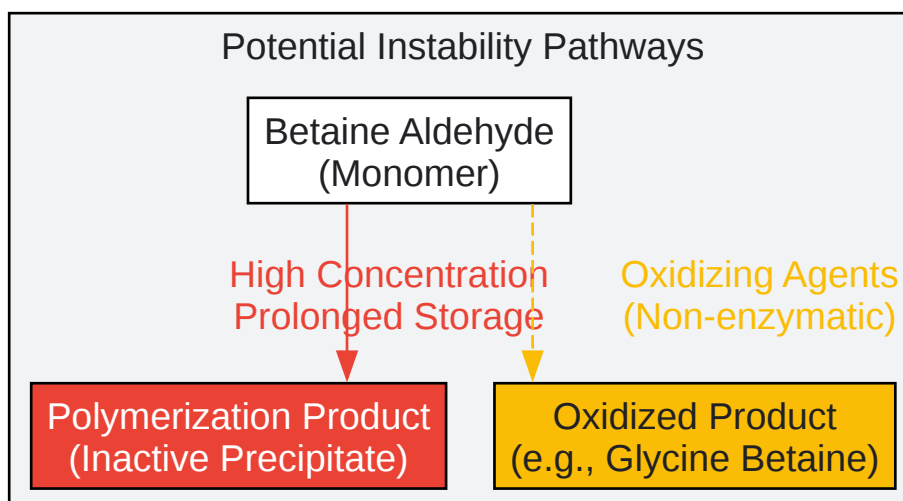 Potential Instability Pathways
Betaine Aldehyde
(Monomer)
High Concentration
Prolonged Storage
Oxidizing Agents
(Non-enzymatic)
Polymerization Product
(Inactive Precipitate)
Oxidized Product
(e.g., Glycine Betaine)